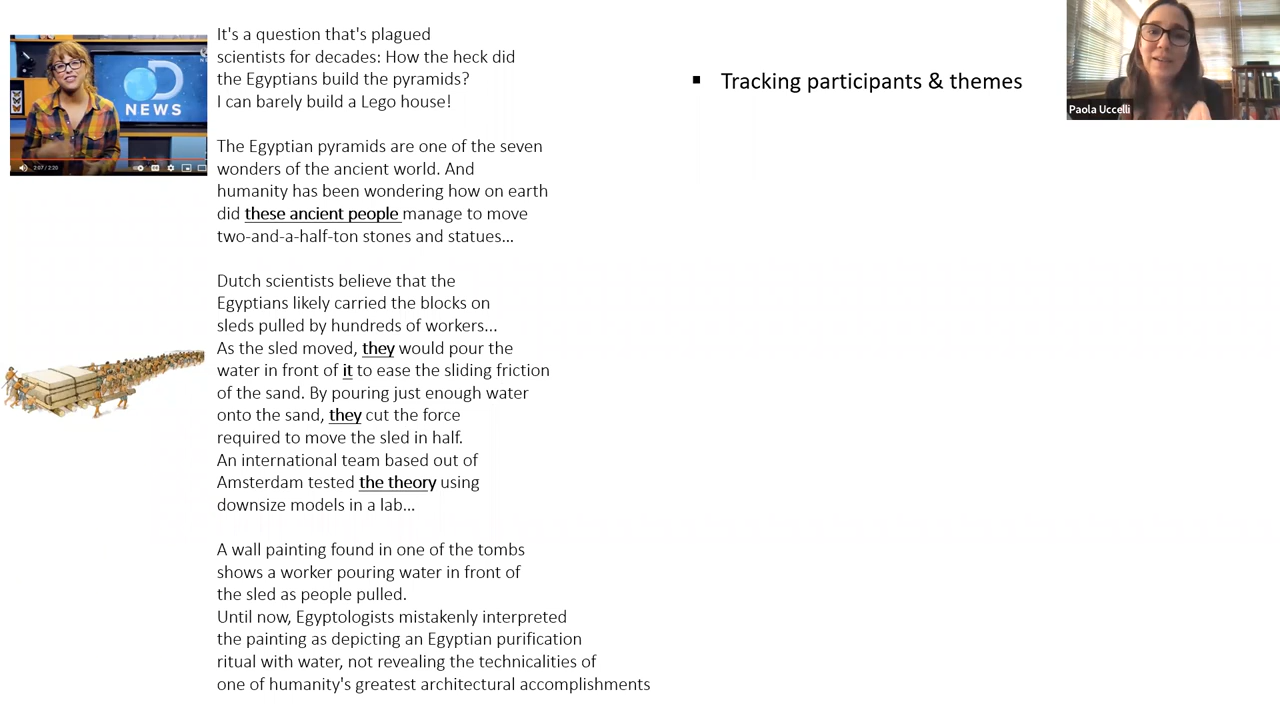 It's a question that's plagued
scientists for decades: How the heck did
the Egyptians build the pyramids?
I can barely build a Lego house!
The Egyptian pyramids are one of the seven
wonders of the ancient world. And
humanity has been wondering how on earth
did these ancient people manage to move
two-and-a-half-ton stones and statues...
Dutch scientists believe that the
Egyptians likely carried the blocks on
sleds pulled by hundreds of workers...
As the sled moved, they would pour the
water in front of it to ease the sliding friction
of the sand. By pouring just enough water
onto the sand, they cut the force
required to move the sled in half.
An international team based out of
Amsterdam tested the theory using
downsize models in a lab...
A wall painting found in one of the tombs
shows a worker pouring water in front of
the sled as people pulled.
Until now, Egyptologists mistakenly interpreted
the painting as depicting an Egyptian purification
ritual with water, not revealing the technicalities of
one of humanity's greatest architectural accomplishments
▪ Tracking participants & themes
Paola Uccelli
D
NEWS
2:07 / 2:20